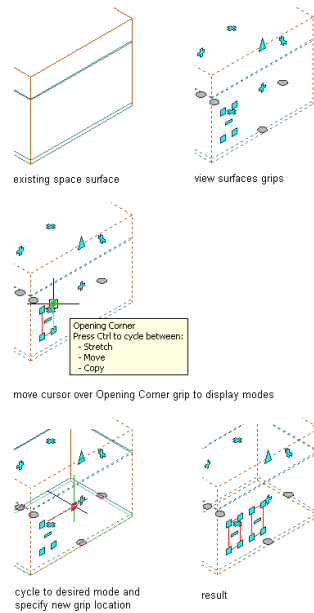 existing space surface
view surfaces grips
Opening Corner
Press Ctrl to cycle between:
- Stretch
- Move
- Copy
move cursor over Opening Corner grip to display modes
cycle to desired mode and
specify new grip location
result